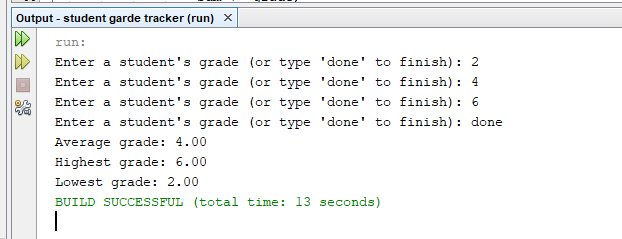 Output - student garde tracker (run) ×
run:
Enter a student's grade (or type 'done' to finish): 2
Enter a student's grade (or type 'done' to finish): 4
Enter a student's grade (or type 'done' to finish): 6
Enter a student's grade (or type 'done' to finish): done
Average grade: 4.00
Highest grade: 6.00
Lowest grade: 2.00
BUILD SUCCESSFUL (total time: 13 seconds)